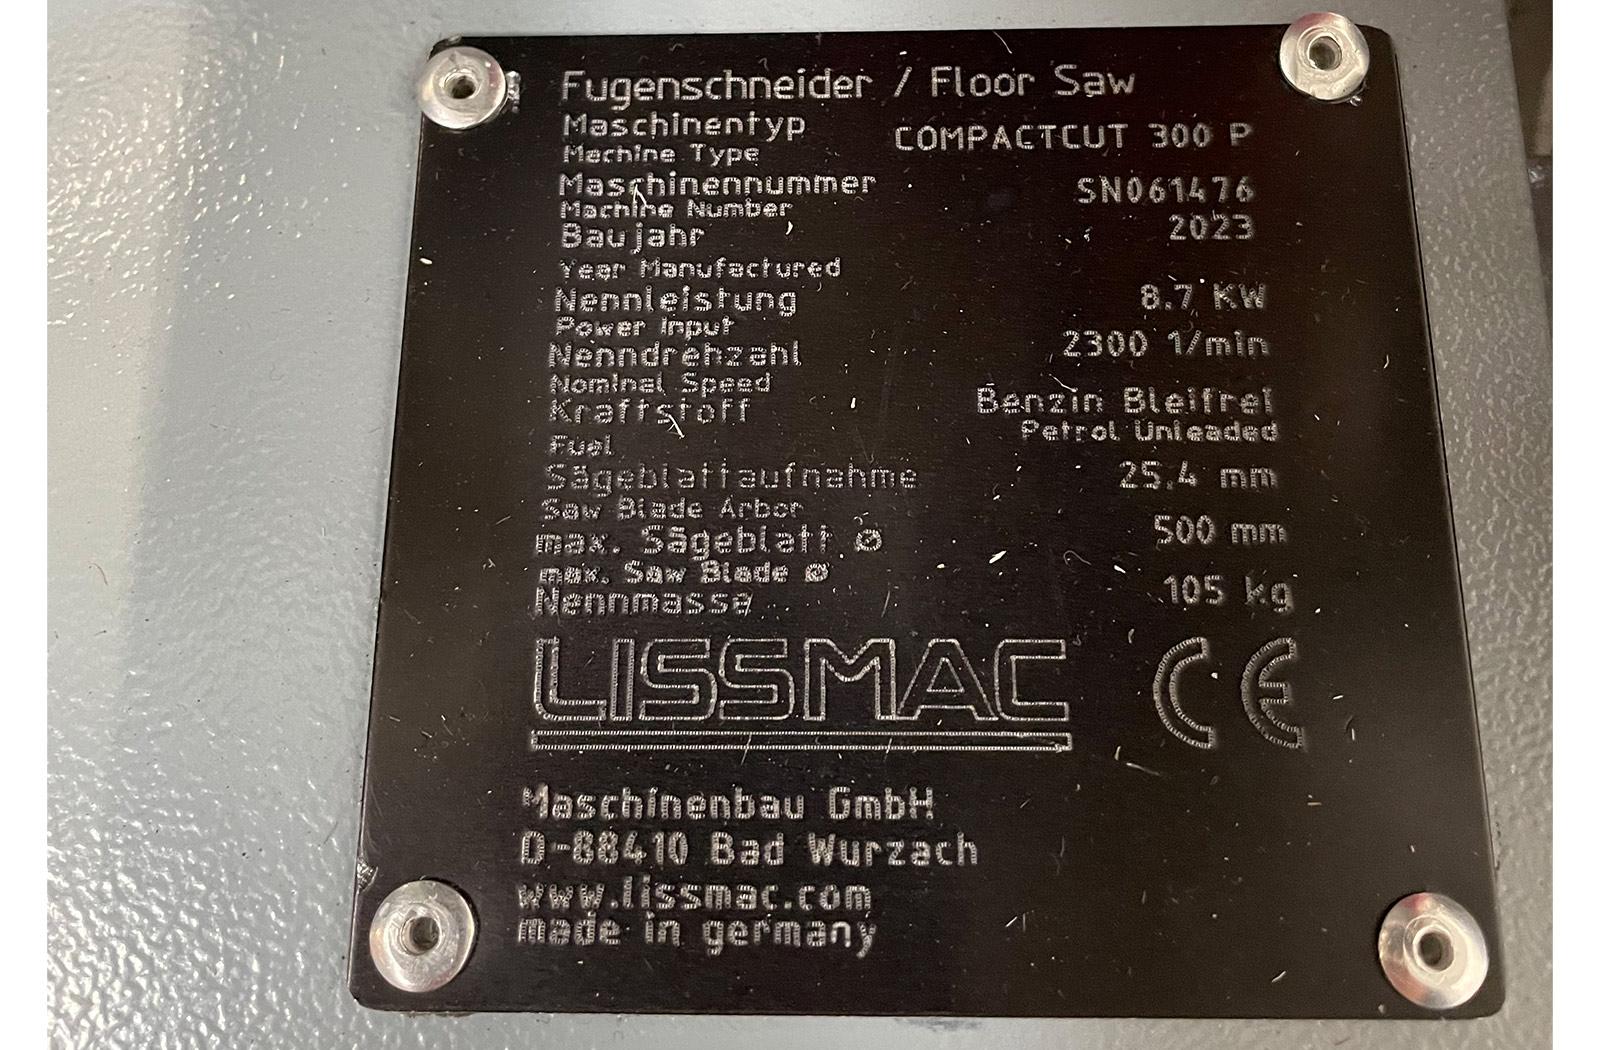 Fugenschneider / Floor Saw
Maschinentyp COMPACTCUT 300 P
Machine Type
Maschinennummer SN061476
Machine Number
Baujahr 2023
Year Manufactured
Nennleistung 8.7 KW
Power Input
Nenndrehzahl 2300 1/min
Nominal Speed
Kraftstoff Benzin Bleifrei
Fuel Petrol Unleaded
Sägeblattaufnahme 25.4 mm
Saw Blade Arbor
max. Sägeblatt ⌀ 500 mm
max. Saw Blade ⌀
Nennmasse 105 kg
LISSMAC CE
Maschinenbau GmbH
D-88410 Bad Wurzach
www.lissmac.com
made in germany